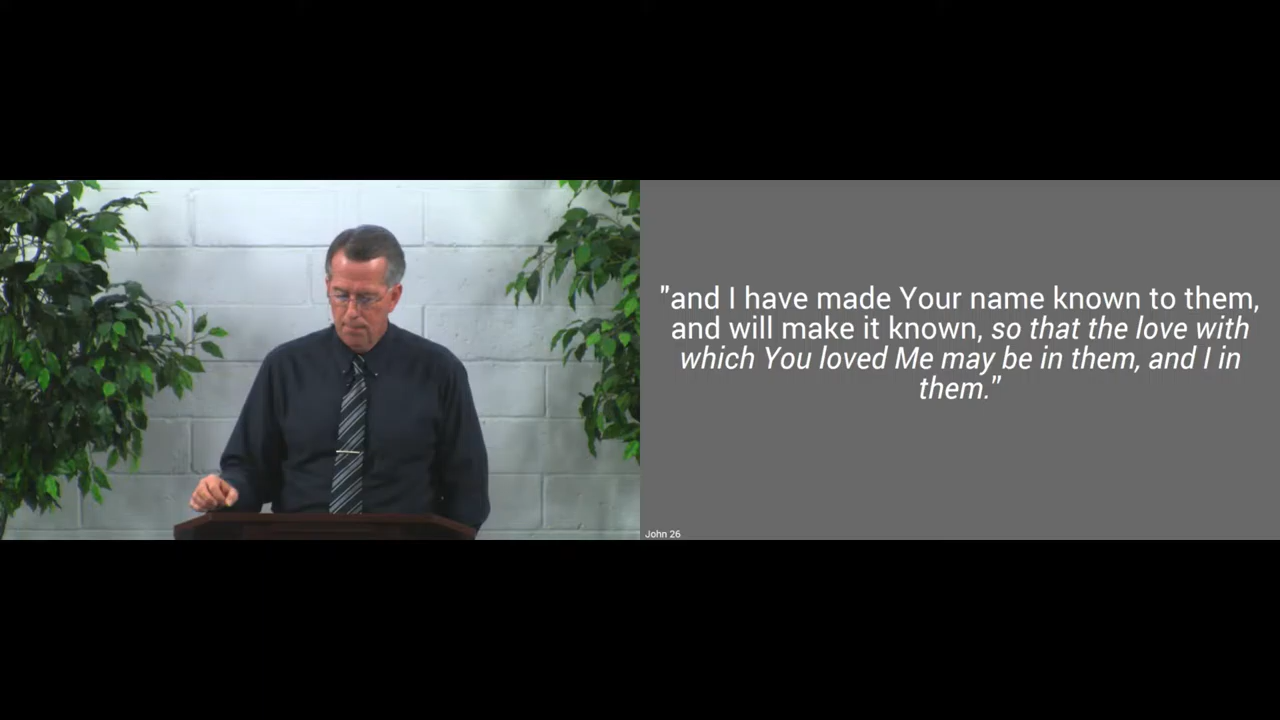 "and I have made Your name known to them,
and will make it known, so that the love with
which You loved Me may be in them, and I in
them."
John 26